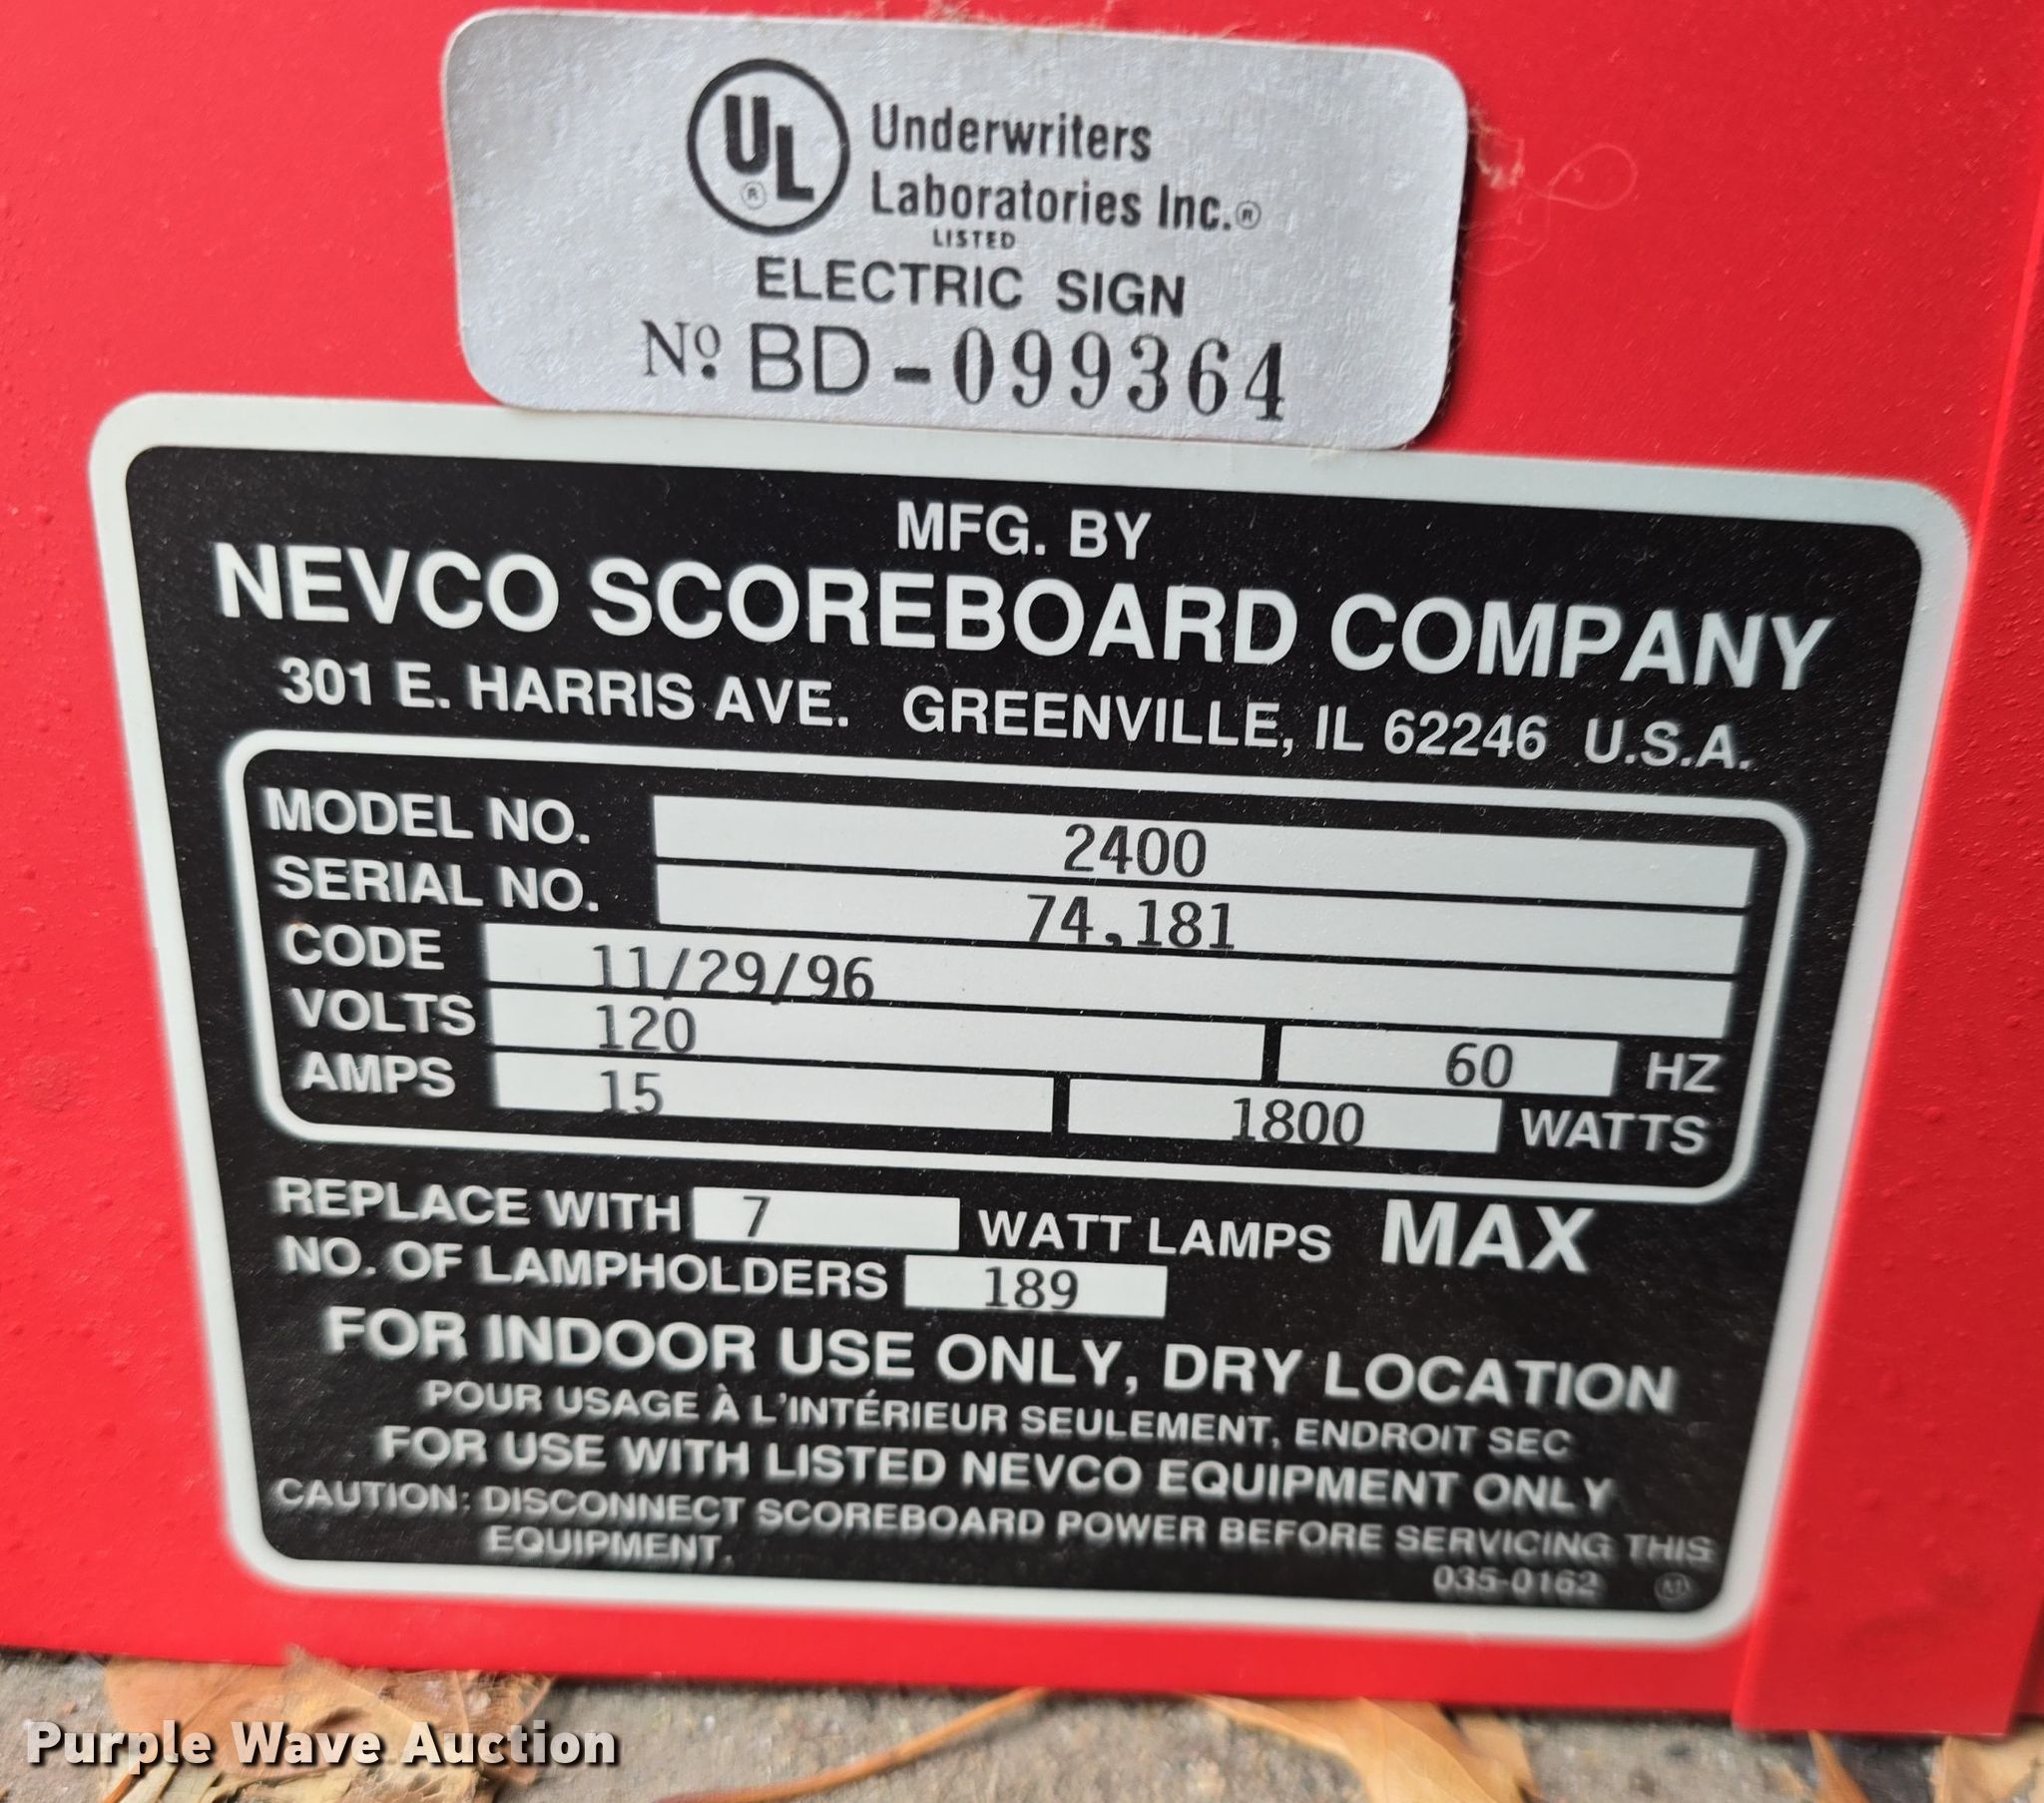 UL®
Underwriters
Laboratories Inc.®
LISTED
ELECTRIC SIGN
Nº BD-099364
MFG. BY
NEVCO SCOREBOARD COMPANY
301 E. HARRIS AVE. GREENVILLE, IL 62246 U.S.A.
MODEL NO. 2400
SERIAL NO. 74,181
CODE 11/29/96
VOLTS 120 60 HZ
AMPS 15 1800 WATTS
REPLACE WITH 7 WATT LAMPS MAX
NO. OF LAMPHOLDERS 189
FOR INDOOR USE ONLY, DRY LOCATION
POUR USAGE À L'INTÉRIEUR SEULEMENT, ENDROIT SEC
FOR USE WITH LISTED NEVCO EQUIPMENT ONLY
CAUTION: DISCONNECT SCOREBOARD POWER BEFORE SERVICING THIS
EQUIPMENT.
035-0162
Purple Wave Auction